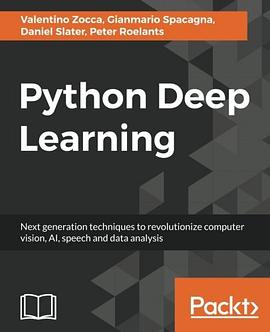 Valentino Zocca, Gianmario Spacagna,
Daniel Slater, Peter Roelants
Python Deep
Learning
Next generation techniques to revolutionize computer
vision, AI, speech and data analysis
Packt>